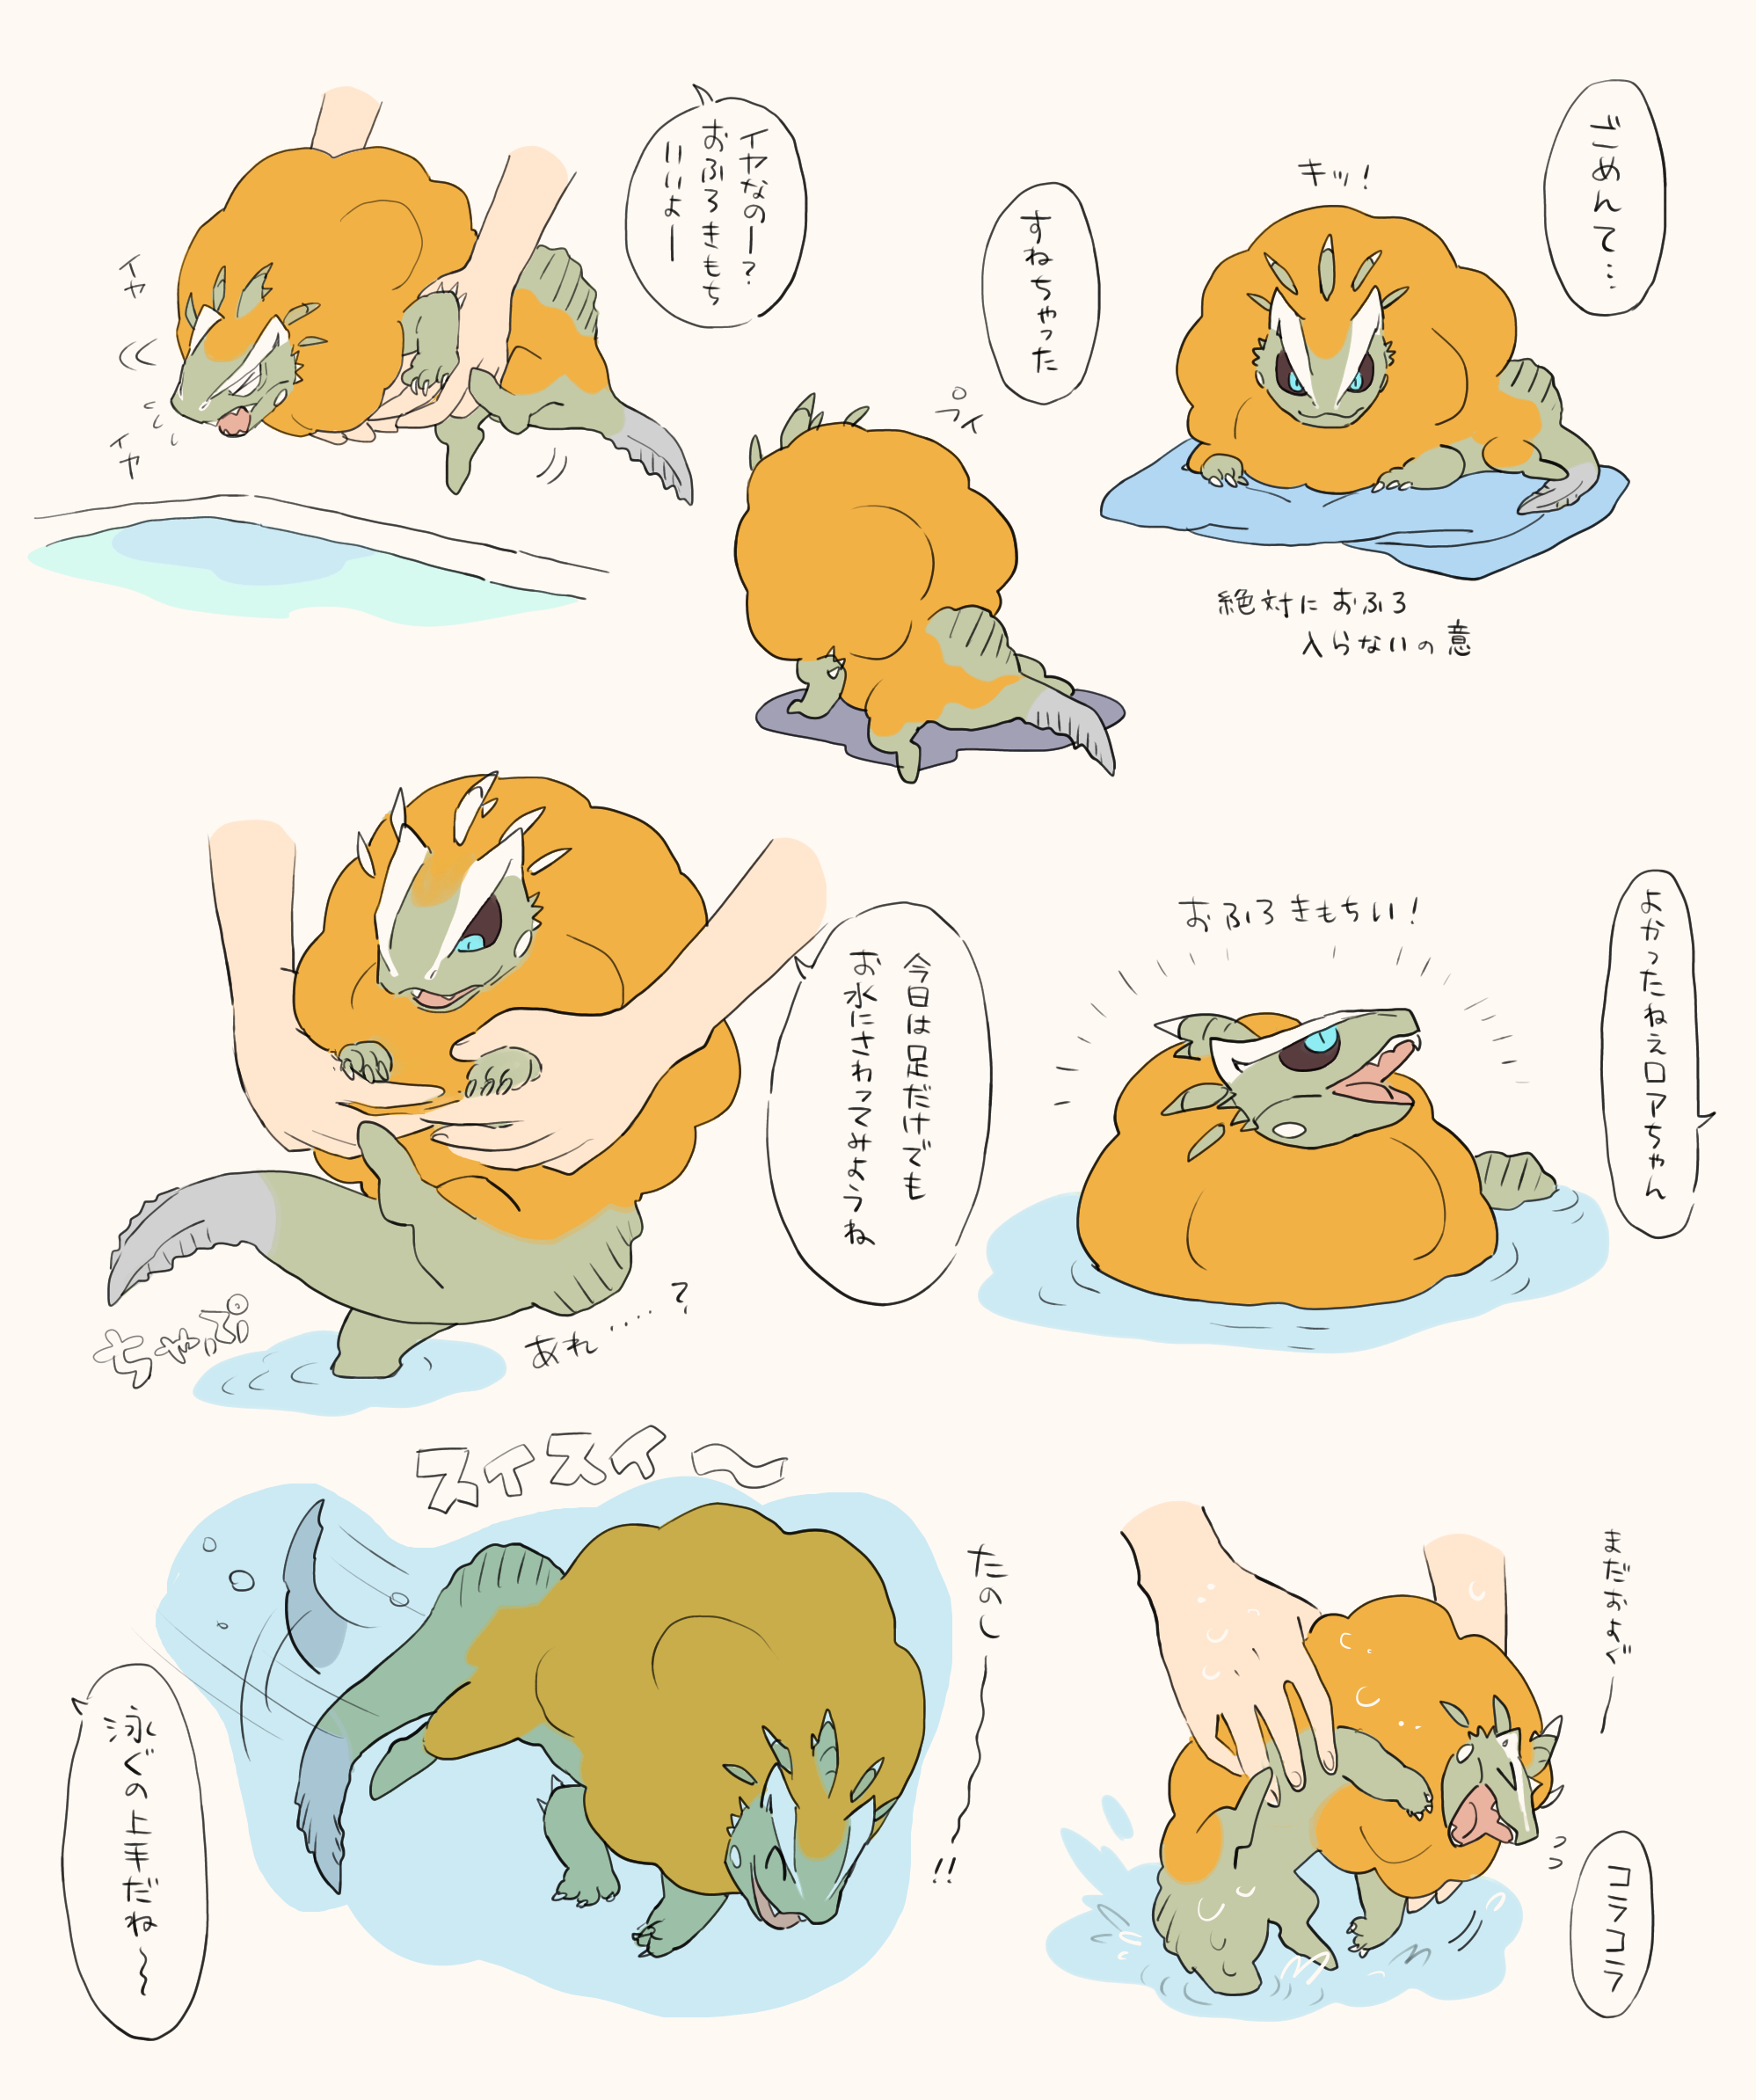 イヤなのー?
おふろきもち
いいよー
イヤ
イヤ
ごめんて…
キッ!
絶対におふろ
入らないの意
すねちゃった
プイ
今日は足だけでも
お水にさわってみようね
ちゃぷ
あれ……?
よかったねぇロアちゃん
おふろきもちい!
スイスイ〜
たのしー!!
泳ぐの上手だね〜
まだおよぐー
コラコラ